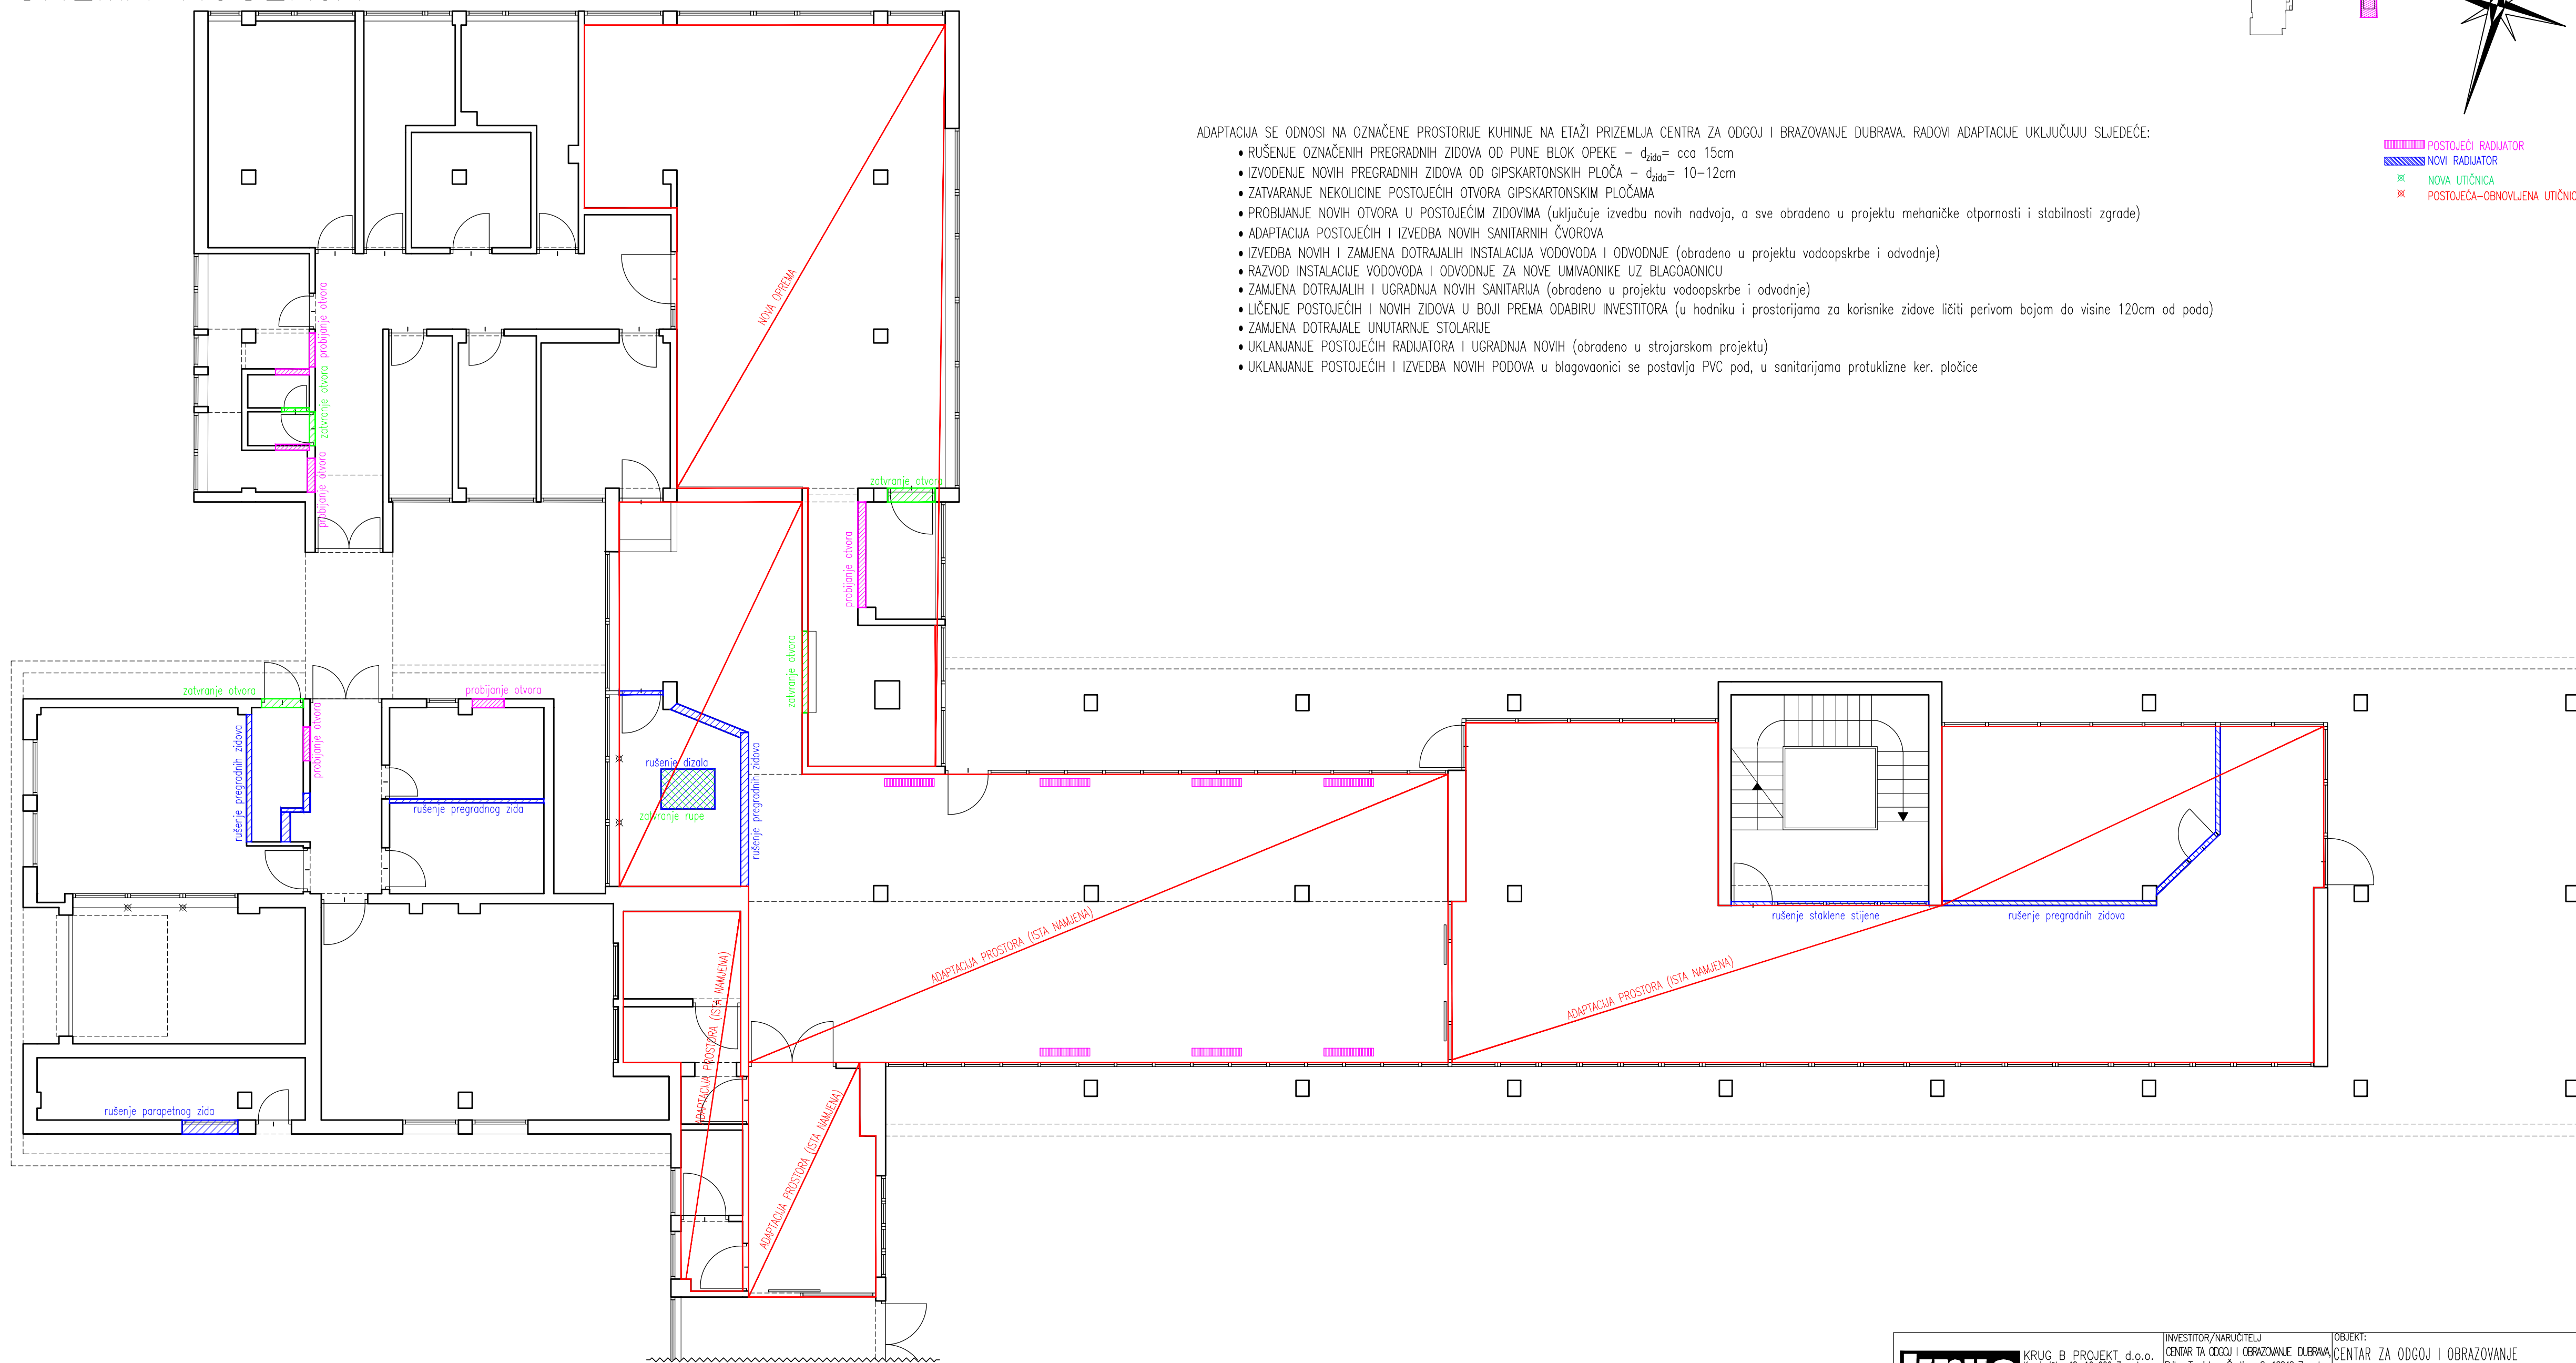 ADAPTACIJA SE ODNOSI NA OZNAČENE PROSTORIJE KUHINJE NA ETAŽI PRIZEMLJA CENTRA ZA ODGOJ I BRAZOVANJE DUBRAVA. RADOVI ADAPTACIJE UKLJUČUJU SLJEDEĆE:
• RUŠENJE OZNAČENIH PREGRADNIH ZIDOVA OD PUNE BLOK OPEKE – dzida= cca 15cm
• IZVOĐENJE NOVIH PREGRADNIH ZIDOVA OD GIPSKARTONSKIH PLOČA – dzida= 10-12cm
• ZATVARANJE NEKOLICINE POSTOJEĆIH OTVORA GIPSKARTONSKIM PLOČAMA
• PROBIJANJE NOVIH OTVORA U POSTOJEĆIM ZIDOVIMA (uključuje izvedbu novih nadvoja, a sve obrađeno u projektu mehaničke otpornosti i stabilnosti zgrade)
• ADAPTACIJA POSTOJEĆIH I IZVEDBA NOVIH SANITARNIH ČVOROVA
• IZVEDBA NOVIH I ZAMJENA DOTRAJALIH INSTALACIJA VODOVODA I ODVODNJE (obrađeno u projektu vodoopskrbe i odvodnje)
• RAZVOD INSTALACIJE VODOVODA I ODVODNJE ZA NOVE UMIVAONIKE UZ BLAGOAONICU
• ZAMJENA DOTRAJALIH I UGRADNJA NOVIH SANITARIJA (obrađeno u projektu vodoopskrbe i odvodnje)
• LIČENJE POSTOJEĆIH I NOVIH ZIDOVA U BOJI PREMA ODABIRU INVESTITORA (u hodniku i prostorijama za korisnike zidove ličiti perivom bojom do visine 120cm od poda)
• ZAMJENA DOTRAJALE UNUTARNJE STOLARIJE
• UKLANJANJE POSTOJEĆIH RADIJATORA I UGRADNJA NOVIH (obrađeno u strojarskom projektu)
• UKLANJANJE POSTOJEĆIH I IZVEDBA NOVIH PODOVA u blagovaonici se postavlja PVC pod, u sanitarijama protuklizne ker. pločice
POSTOJEĆI RADIJATOR
NOVI RADIJATOR
NOVA UTIČNICA
POSTOJEĆA-OBNOVLJENA UTIČNIC
NOVA OPREMA
probijanje otvora
zatvranje otvora
probijanje otvora
zatvranje otvora
probijanje otvora
zatvranje otvora
zatvranje otvora
probijanje otvora
probijanje otvora
rušenje pregradnih zidova
rušenje pregradnog zida
rušenje dizala
zatvranje rupe
rušenje pregradnih zidova
rušenje staklene stijene
rušenje pregradnih zidova
ADAPTACIJA PROSTORA (ISTA NAMJENA)
ADAPTACIJA PROSTORA (ISTA NAMJENA)
ADAPTACIJA PROSTORA (ISTA NAMJENA)
ADAPTACIJA PROSTORA (ISTA NAMJENA)
rušenje parapetnog zida
KRUG B PROJEKT d.o.o.
INVESTITOR/NARUČITELJ
CENTAR TA ODGOJ I OBRAZOVANJE DUBRAVA,
OBJEKT:
CENTAR ZA ODGOJ I OBRAZOVANJE